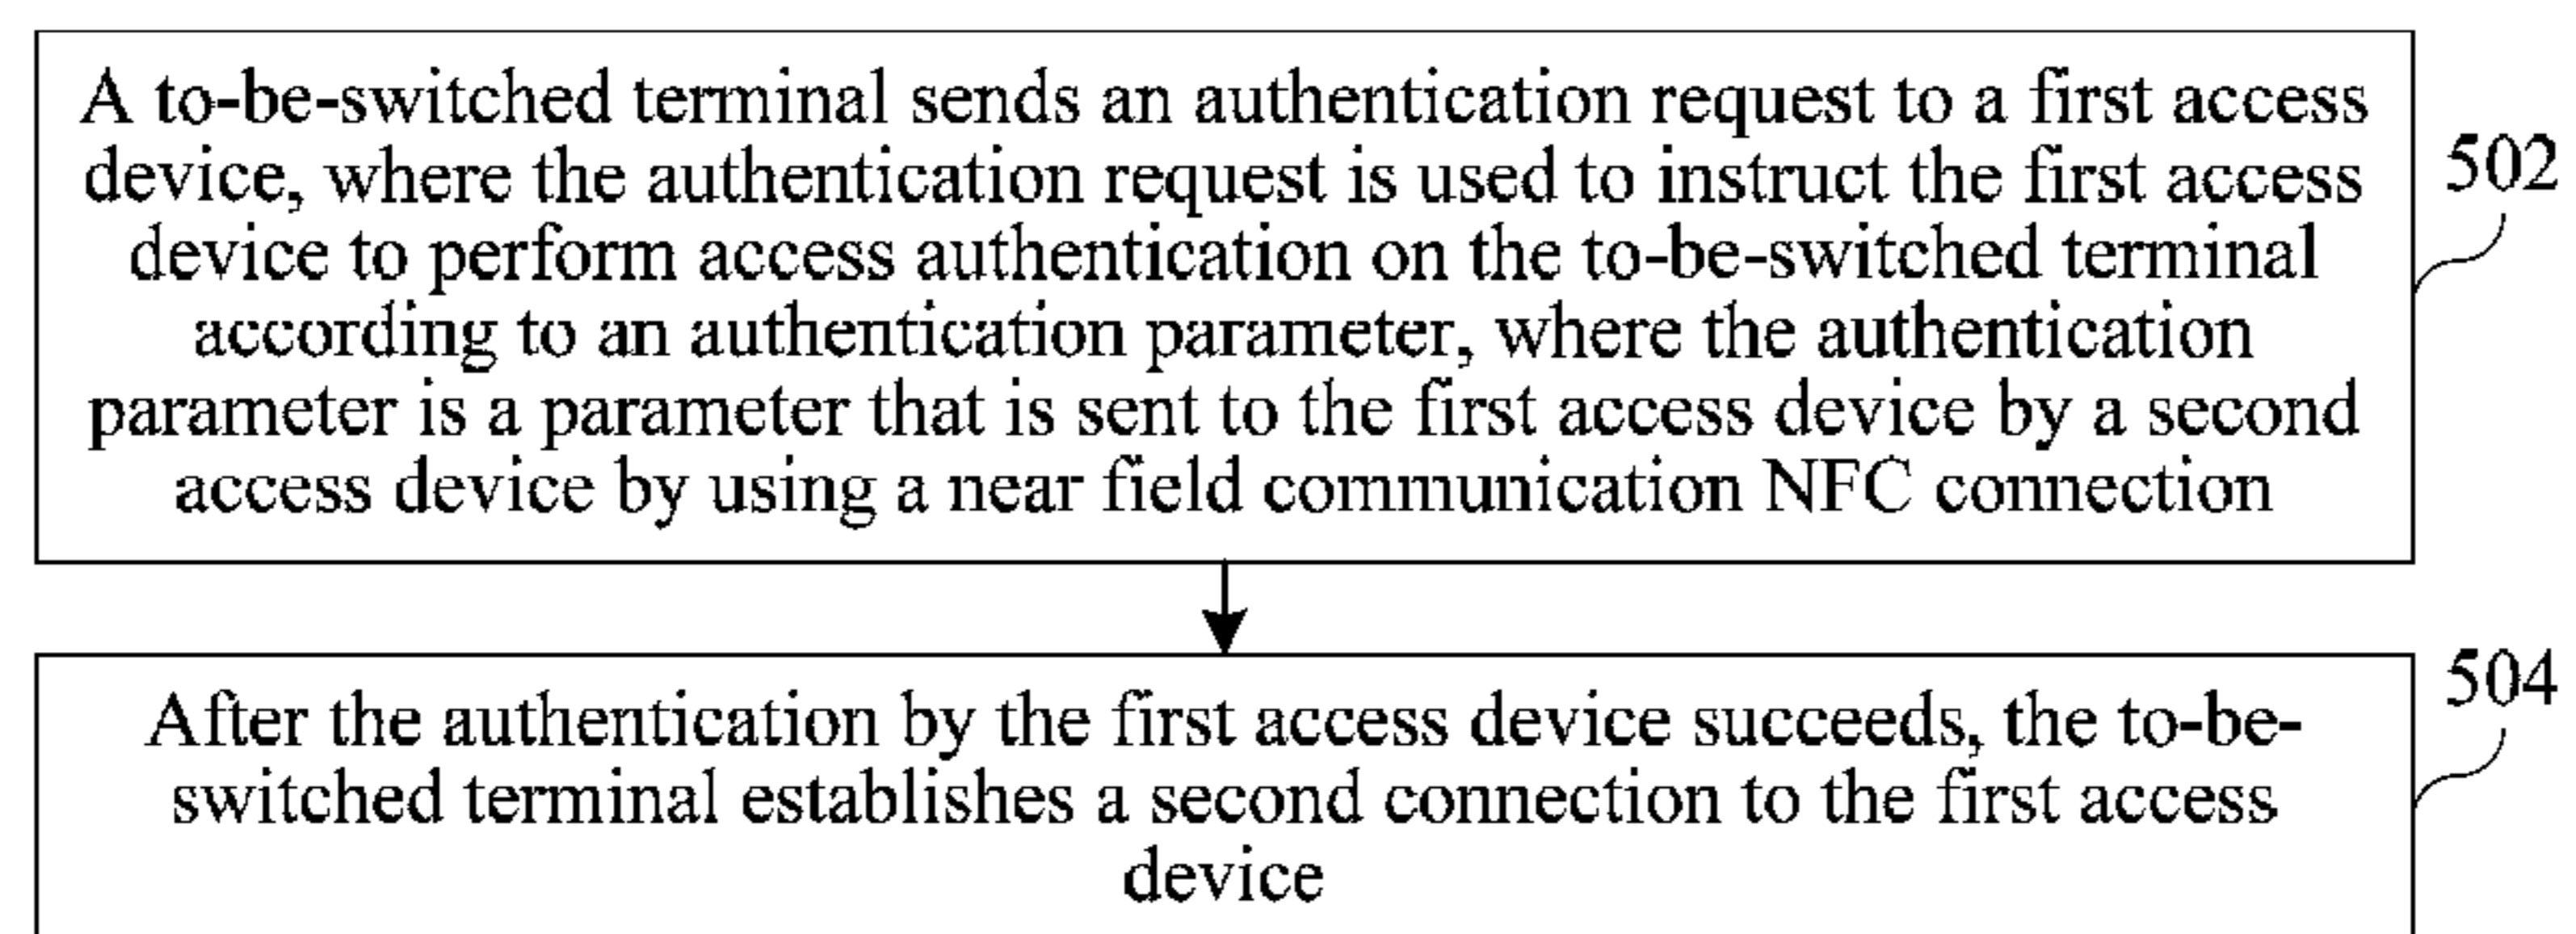 A to-be-switched terminal sends an authentication request to a first access
device, where the authentication request is used to instruct the first access
device to perform access authentication on the to-be-switched terminal
according to an authentication parameter, where the authentication
parameter is a parameter that is sent to the first access device by a second
access device by using a near field communication NFC connection
502
After the authentication by the first access device succeeds, the to-be-
switched terminal establishes a second connection to the first access
device
504